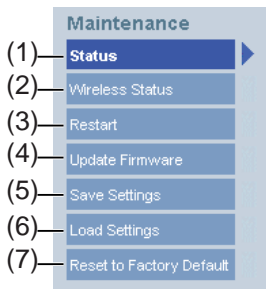 Maintenance
(1) Status
(2) Wireless Status
(3) Restart
(4) Update Firmware
(5) Save Settings
(6) Load Settings
(7) Reset to Factory Default